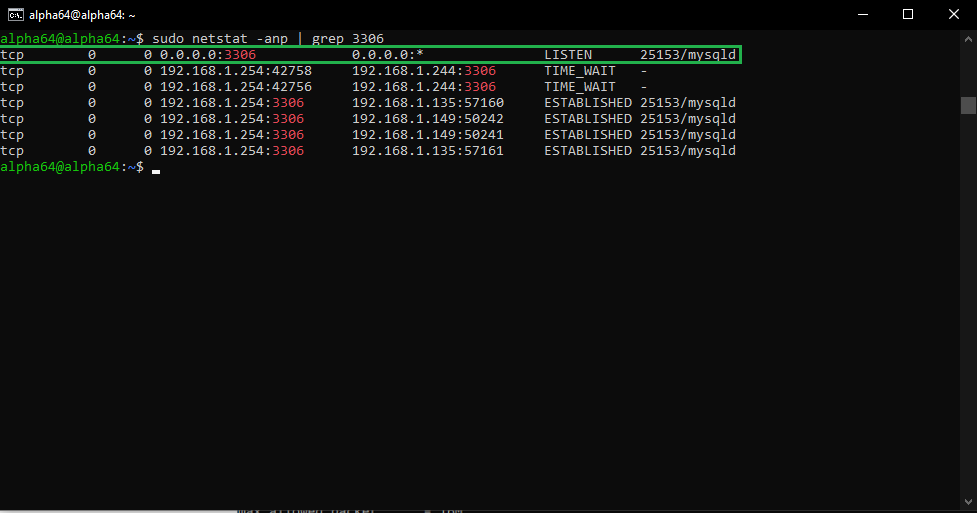 alpha64@alpha64: ~
alpha64@alpha64:~$ sudo netstat -anp | grep 3306
tcp        0      0 0.0.0.0:3306            0.0.0.0:*               LISTEN      25153/mysqld
tcp        0      0 192.168.1.254:42758     192.168.1.244:3306      TIME_WAIT   -
tcp        0      0 192.168.1.254:42756     192.168.1.244:3306      TIME_WAIT   -
tcp        0      0 192.168.1.254:3306      192.168.1.135:57160     ESTABLISHED 25153/mysqld
tcp        0      0 192.168.1.254:3306      192.168.1.149:50242     ESTABLISHED 25153/mysqld
tcp        0      0 192.168.1.254:3306      192.168.1.149:50241     ESTABLISHED 25153/mysqld
tcp        0      0 192.168.1.254:3306      192.168.1.135:57161     ESTABLISHED 25153/mysqld
alpha64@alpha64:~$